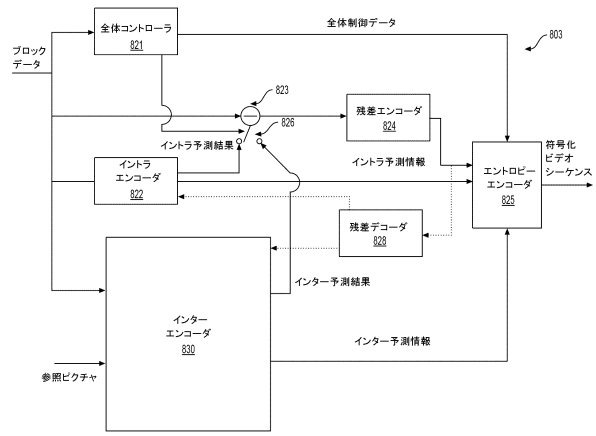 全体コントローラ
821
全体制御データ
803
ブロック
データ
823
826
残差エンコーダ
824
イントラ予測結果
イントラ
エンコーダ
822
イントラ予測情報
エントロピー
エンコーダ
825
符号化
ビデオ
シーケンス
残差デコーダ
828
インター予測結果
インター
エンコーダ
830
インター予測情報
参照ピクチャ